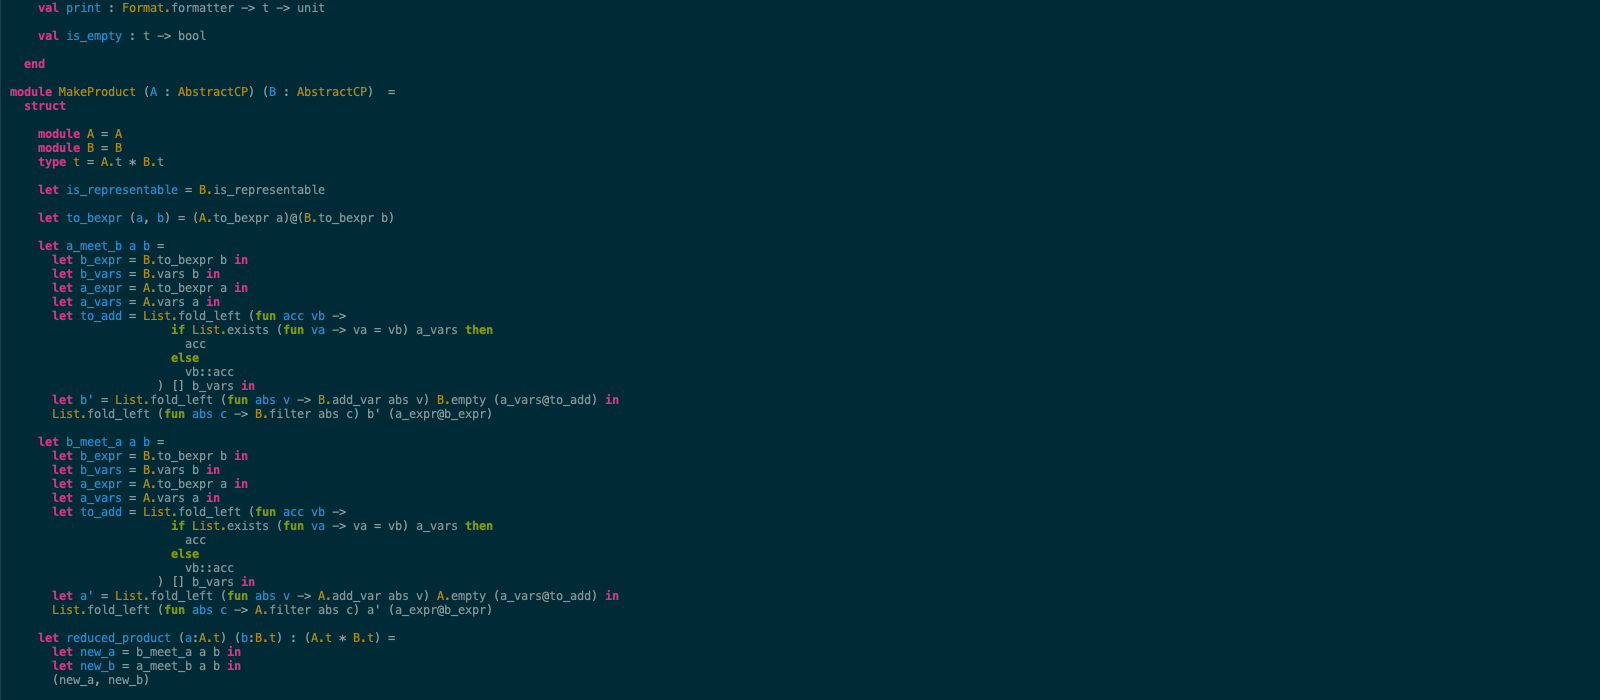 val print : Format.formatter -> t -> unit
val is_empty : t -> bool
end
module MakeProduct (A : AbstractCP) (B : AbstractCP)  =
struct
module A = A
module B = B
type t = A.t * B.t
let is_representable = B.is_representable
let to_bexpr (a, b) = (A.to_bexpr a)@(B.to_bexpr b)
let a_meet_b a b =
let b_expr = B.to_bexpr b in
let b_vars = B.vars b in
let a_expr = A.to_bexpr a in
let a_vars = A.vars a in
let to_add = List.fold_left (fun acc vb ->
if List.exists (fun va -> va = vb) a_vars then
acc
else
vb::acc
) [] b_vars in
let b' = List.fold_left (fun abs v -> B.add_var abs v) B.empty (a_vars@to_add) in
List.fold_left (fun abs c -> B.filter abs c) b' (a_expr@b_expr)
let b_meet_a a b =
let b_expr = B.to_bexpr b in
let b_vars = B.vars b in
let a_expr = A.to_bexpr a in
let a_vars = A.vars a in
let to_add = List.fold_left (fun acc vb ->
if List.exists (fun va -> va = vb) a_vars then
acc
else
vb::acc
) [] b_vars in
let a' = List.fold_left (fun abs v -> A.add_var abs v) A.empty (a_vars@to_add) in
List.fold_left (fun abs c -> A.filter abs c) a' (a_expr@b_expr)
let reduced_product (a:A.t) (b:B.t) : (A.t * B.t) =
let new_a = b_meet_a a b in
let new_b = a_meet_b a b in
(new_a, new_b)